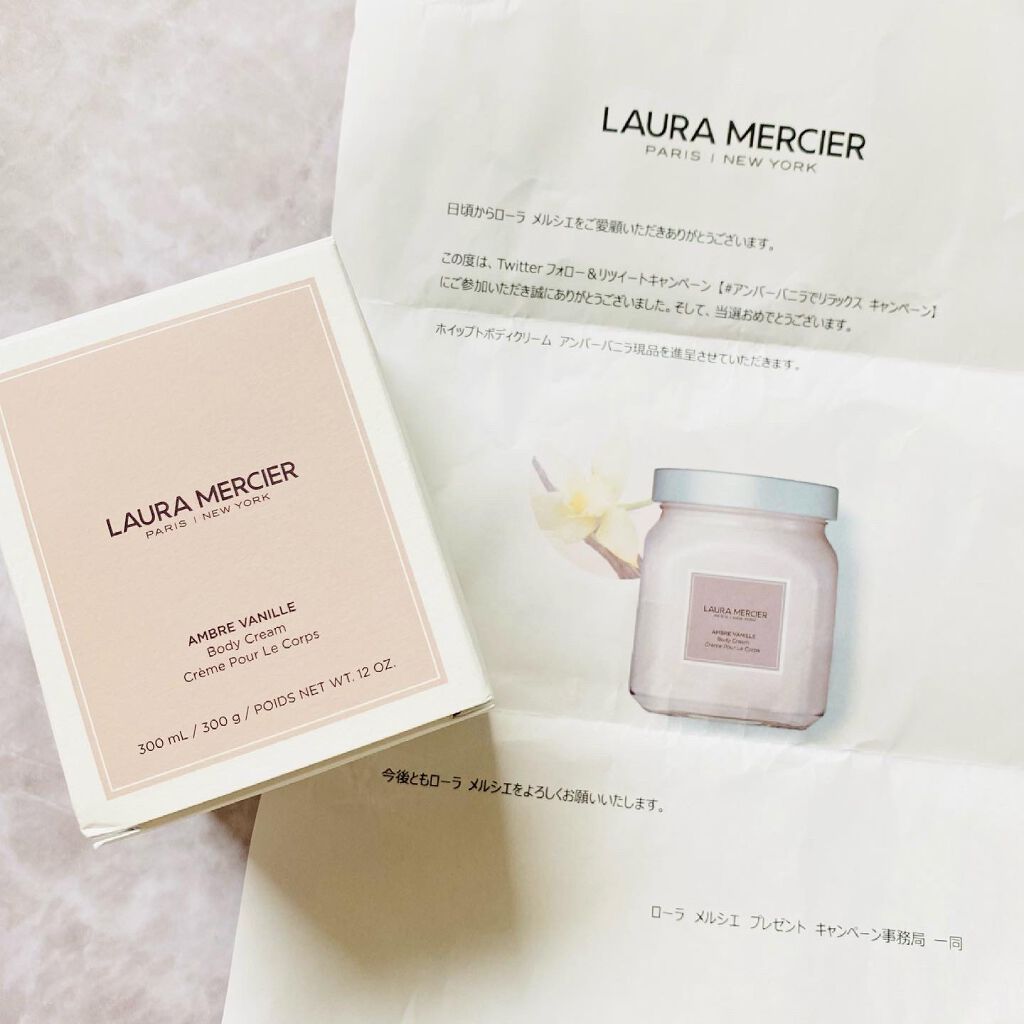 LAURA MERCIER
PARIS | NEW YORK
日頃からローラ メルシエをご愛顧いただきありがとうございます。
この度は、Twitter フォロー＆リツイートキャンペーン【#アンバーバニラでリラックス キャンペーン】
にご参加いただき誠にありがとうございました。そして、当選おめでとうございます。
ホイップトボディクリーム アンバーバニラ現品を進呈させていただきます。
LAURA MERCIER
PARIS | NEW YORK
AMBRE VANILLE
Body Cream
Crème Pour Le Corps
今後ともローラ メルシエをよろしくお願いいたします。
ローラ メルシエ プレゼント キャンペーン事務局 一同
LAURA MERCIER
PARIS | NEW YORK
AMBRE VANILLE
Body Cream
Crème Pour Le Corps
300 mL / 300 g / POIDS NET WT. 12 OZ.